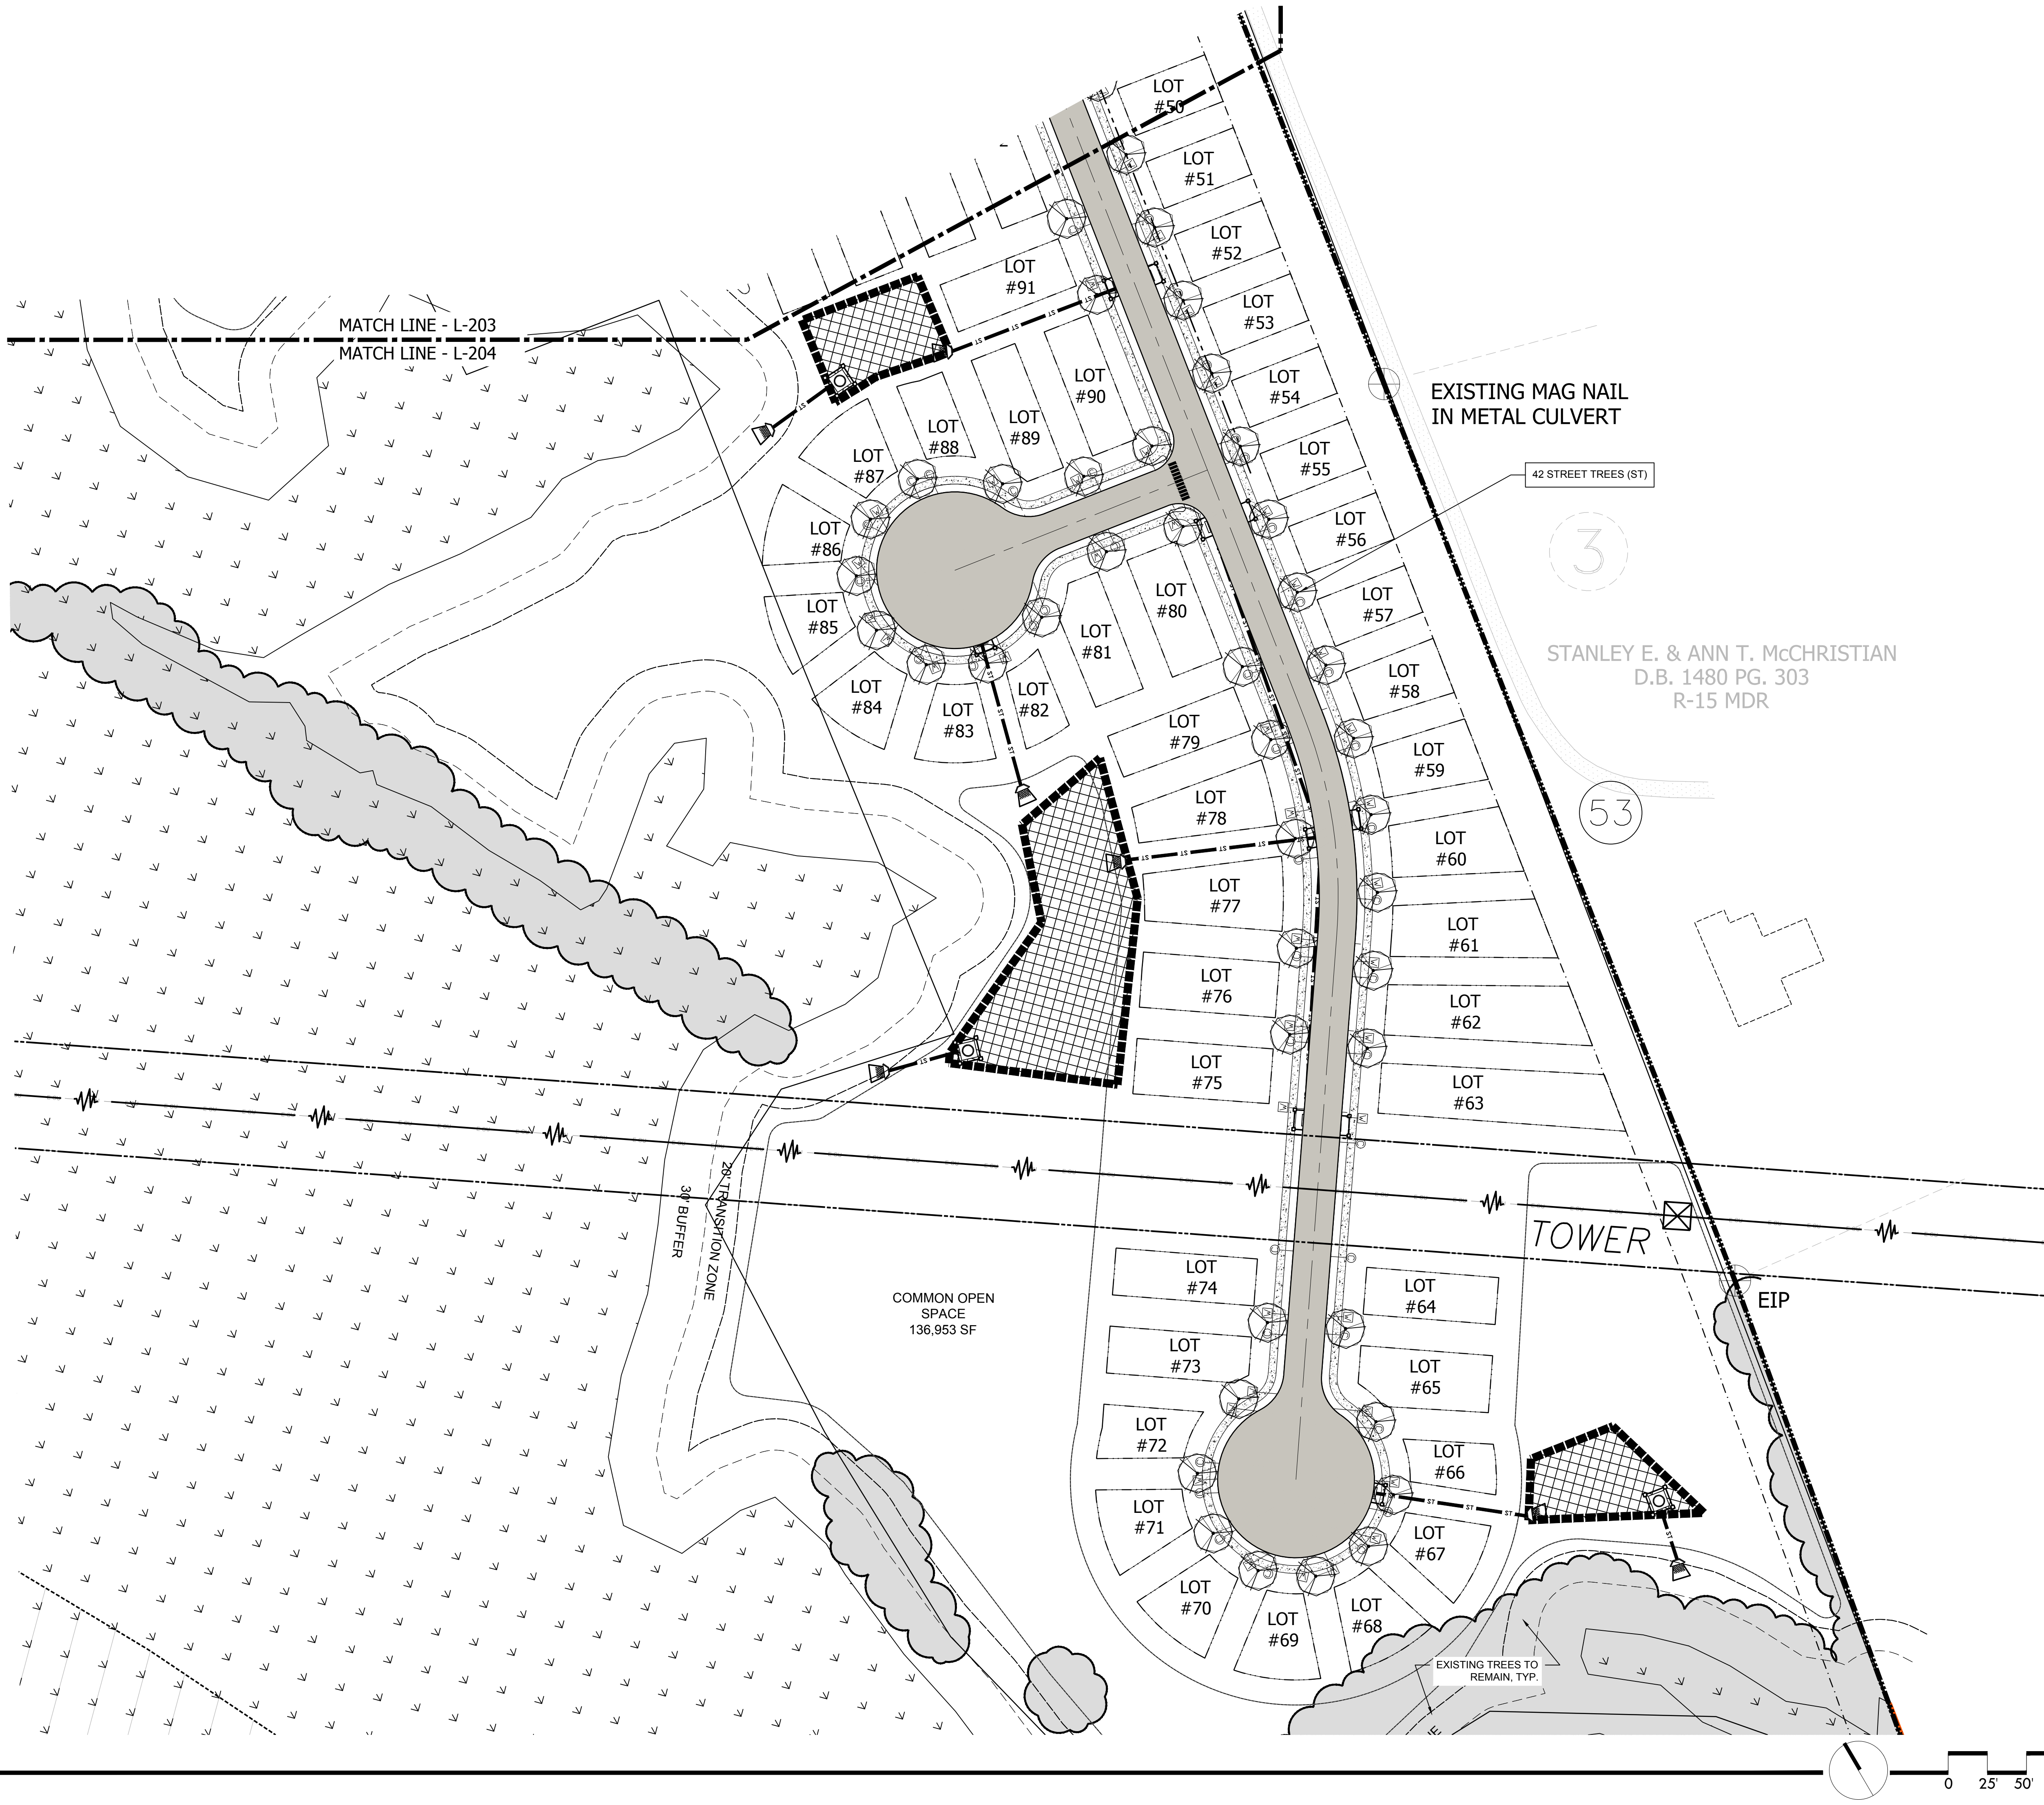 LOT
#50
LOT
#51
LOT
#52
LOT
#53
LOT
#54
LOT
#55
LOT
#56
LOT
#57
LOT
#58
LOT
#59
LOT
#60
LOT
#61
LOT
#62
LOT
#63
LOT
#91
LOT
#90
LOT
#89
LOT
#88
LOT
#87
LOT
#86
LOT
#85
LOT
#84
LOT
#83
LOT
#82
LOT
#81
LOT
#80
LOT
#79
LOT
#78
LOT
#77
LOT
#76
LOT
#75
MATCH LINE - L-203
MATCH LINE - L-204
EXISTING MAG NAIL
IN METAL CULVERT
42 STREET TREES (ST)
3
STANLEY E. & ANN T. McCHRISTIAN
D.B. 1480 PG. 303
R-15 MDR
53
TOWER
EIP
20' TRANSITION ZONE
30' BUFFER
COMMON OPEN
SPACE
136,953 SF
LOT
#74
LOT
#73
LOT
#72
LOT
#71
LOT
#70
LOT
#69
LOT
#68
LOT
#67
LOT
#66
LOT
#65
LOT
#64
EXISTING TREES TO
REMAIN, TYP.
0 25' 50'